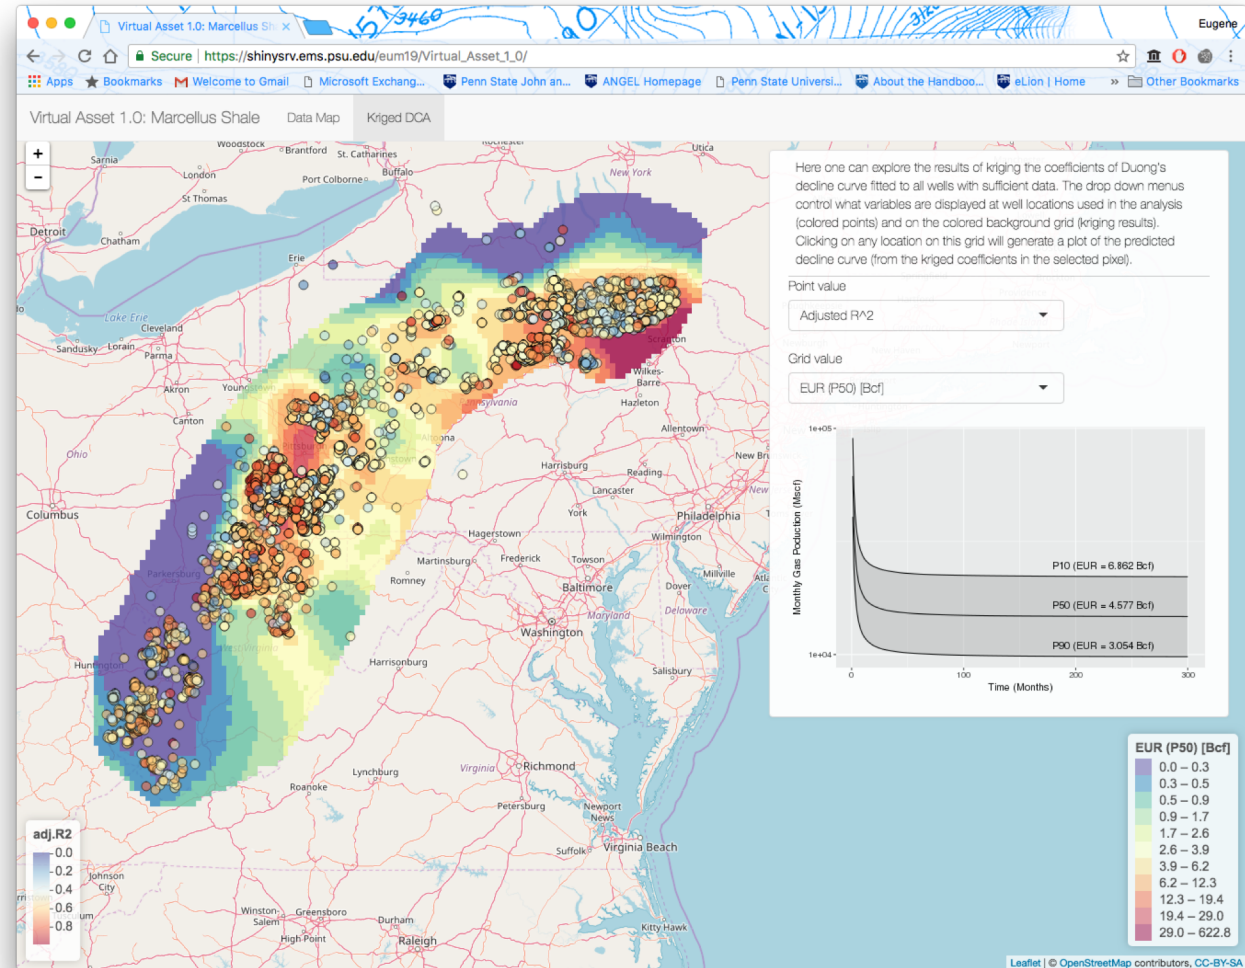 3460
3120
Virtual Asset 1.0: Marcellus Sh
Eugene
Secure
https://shinysrv.ems.psu.edu/eum19/Virtual_Asset_1_0/
Apps
Bookmarks
Welcome to Gmail
Microsoft Exchang...
Penn State John an...
ANGEL Homepage
Penn State Universi...
About the Handboo...
eLion | Home
»
Other Bookmarks
Virtual Asset 1.0: Marcellus Shale
Data Map
Kriged DCA
+
−
Here one can explore the results of kriging the coefficients of Duong's
decline curve fitted to all wells with sufficient data. The drop down menus
control what variables are displayed at well locations used in the analysis
(colored points) and on the colored background grid (kriging results).
Clicking on any location on this grid will generate a plot of the predicted
decline curve (from the kriged coefficients in the selected pixel).
Point value
Adjusted R^2
Grid value
EUR (P50) [Bcf]
1e+05
1e+04
Monthly Gas Poduction (Mscf)
P10 (EUR = 6.862 Bcf)
P50 (EUR = 4.577 Bcf)
P90 (EUR = 3.054 Bcf)
0
100
200
300
Time (Months)
Woodstock
Brantford
St. Catharines
Utica
Sarnia
London
St Thomas
Port Colborne
Buffalo
New York
Detroit
Chatham
Erie
Lake Erie
Cleveland
Sandusky
Lorain
Parma
Akron
Canton
Scranton
Wilkes-
Barre
Hazleton
Allentown
Altoona
Harrisburg
Reading
Lancaster
York
Philadelphia
Wilmington
Ohio
Columbus
Parkersburg
Hagerstown
Martinsburg
Frederick
Towson
Millville
Romney
Baltimore
Dover
Maryland
Delaware
Washington
Harrisonburg
Salisbury
Lynchburg
Virginia
Richmond
Roanoke
Petersburg
Newport
News
Suffolk
Virginia Beach
Johnson
City
Winston-
Salem
Greensboro
High Point
Durham
Raleigh
Kitty Hawk
adj.R2
0.0
0.2
0.4
0.6
0.8
EUR (P50) [Bcf]
0.0 – 0.3
0.3 – 0.5
0.5 – 0.9
0.9 – 1.7
1.7 – 2.6
2.6 – 3.9
3.9 – 6.2
6.2 – 12.3
12.3 – 19.4
19.4 – 29.0
29.0 – 622.8
Leaflet | © OpenStreetMap contributors, CC-BY-SA